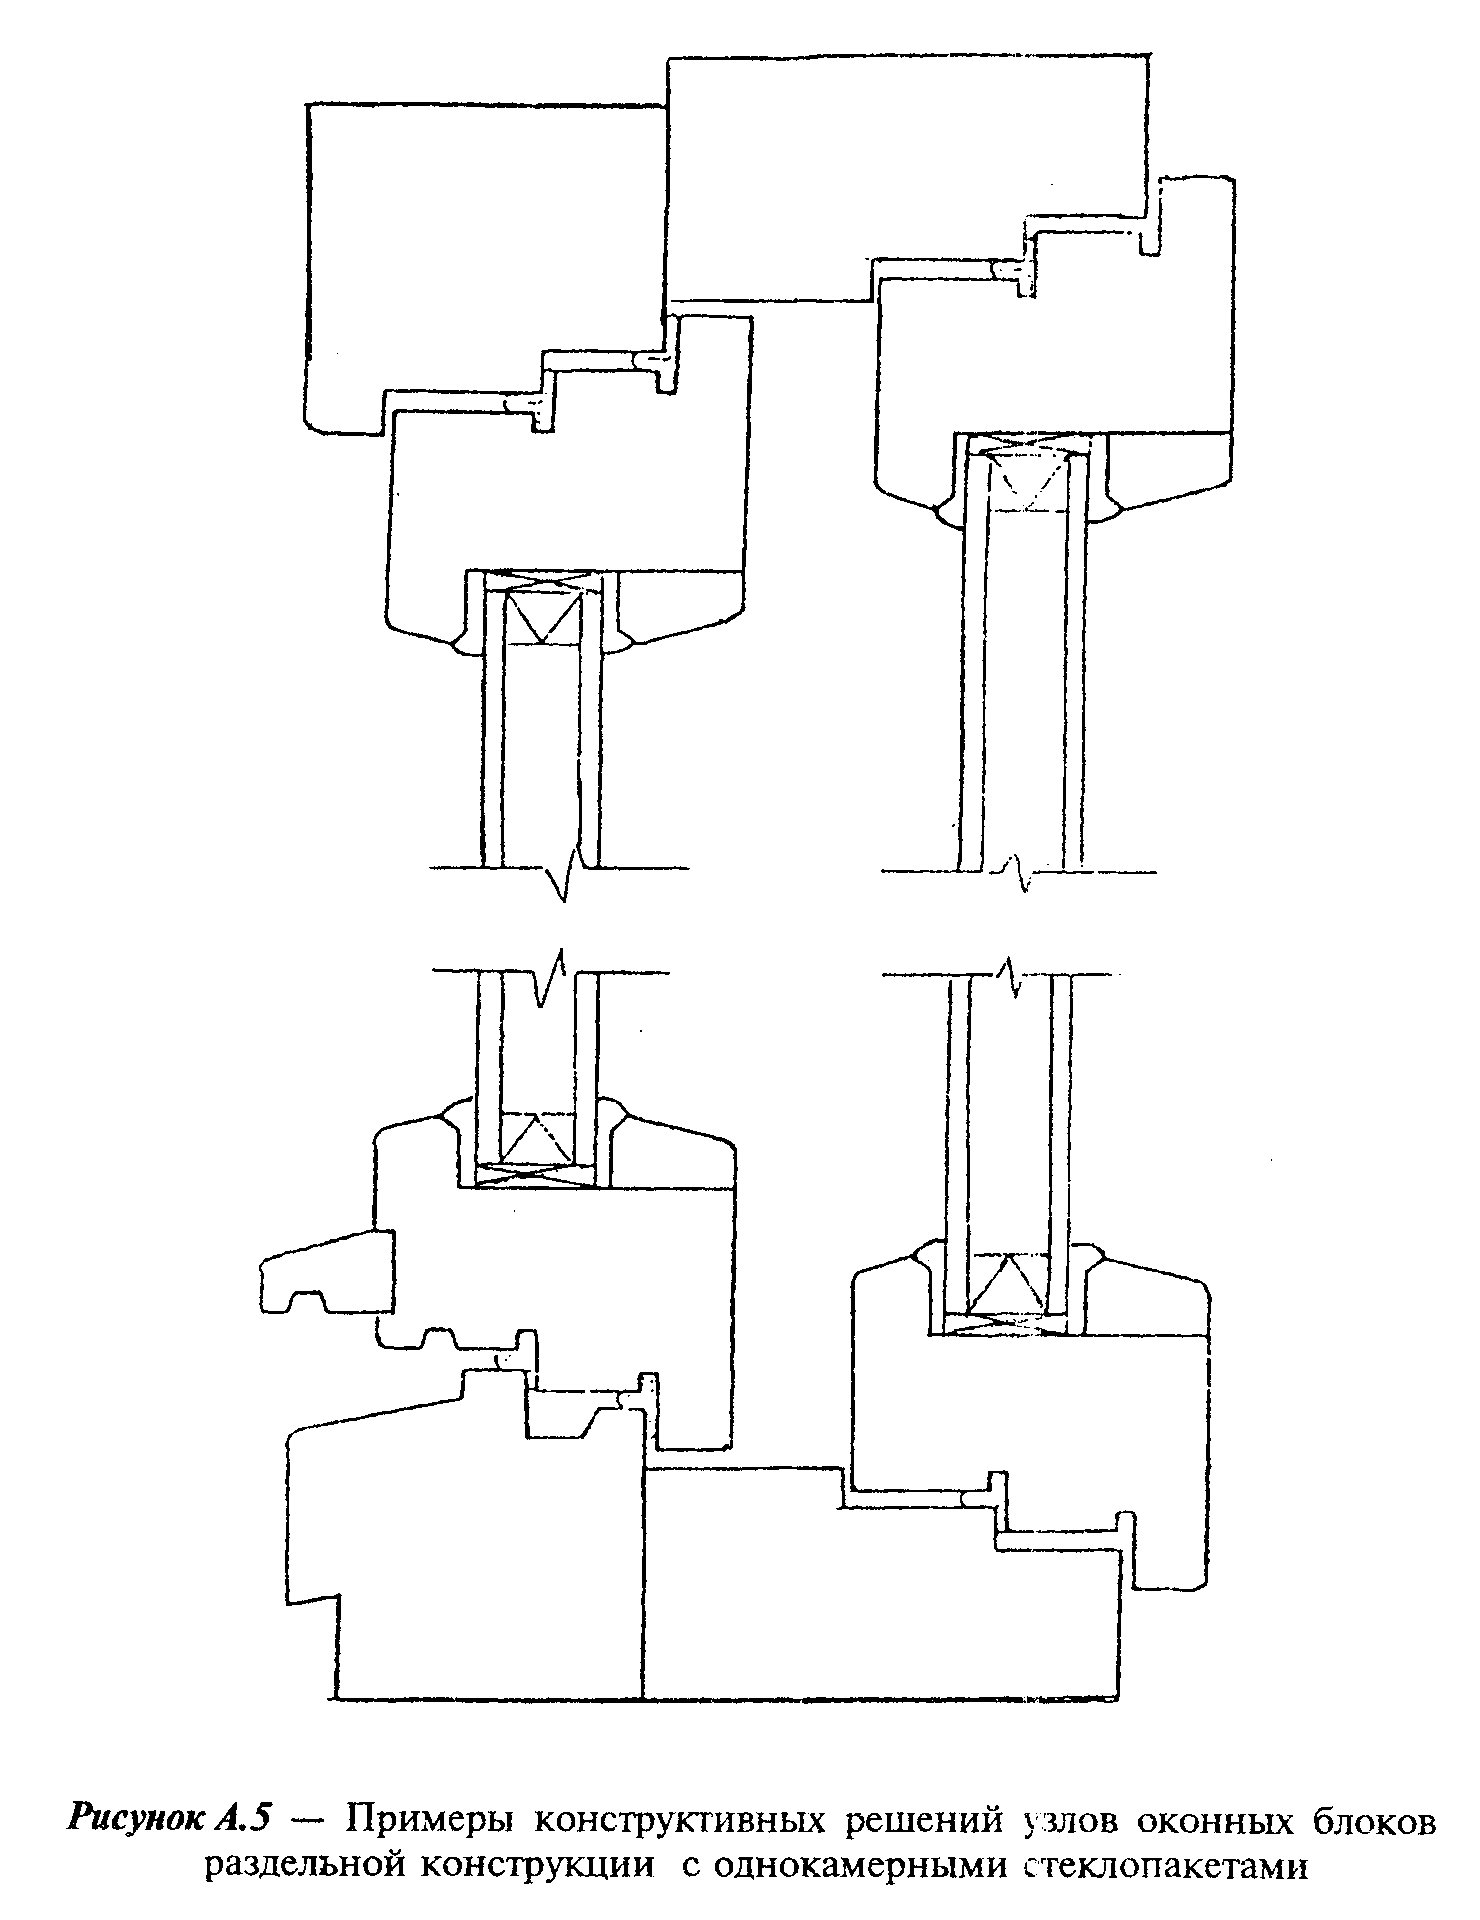 Рисунок А.5 — Примеры конструктивных решений узлов оконных блоков
раздельной конструкции с однокамерными стеклопакетами